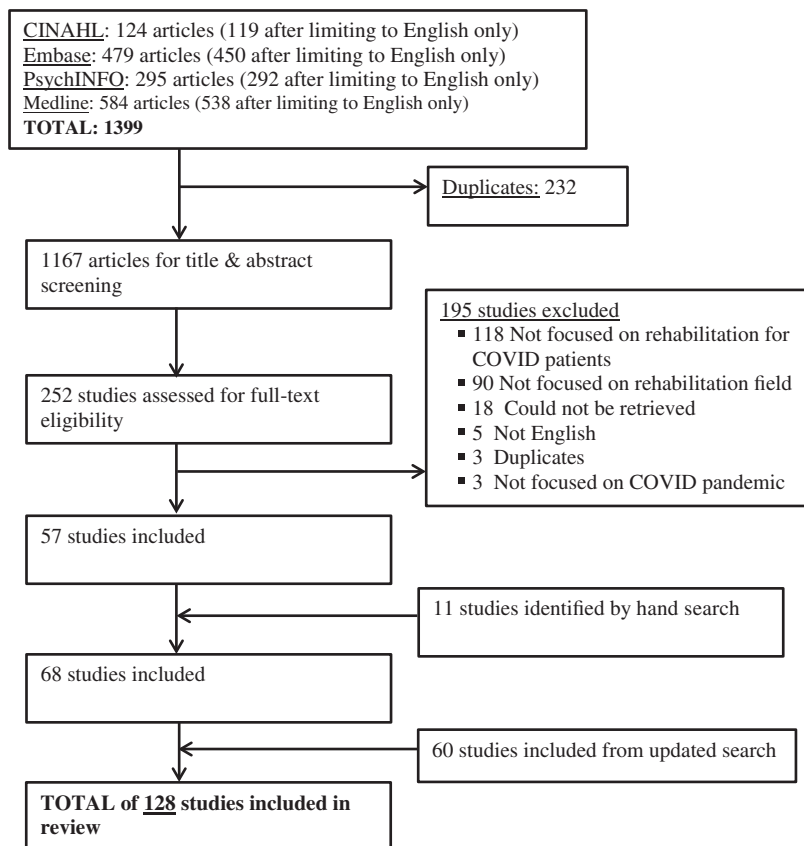 CINAHL: 124 articles (119 after limiting to English only)
Embase: 479 articles (450 after limiting to English only)
PsychINFO: 295 articles (292 after limiting to English only)
Medline: 584 articles (538 after limiting to English only)
TOTAL: 1399
Duplicates: 232
1167 articles for title & abstract
screening
195 studies excluded
▪ 118 Not focused on rehabilitation for
COVID patients
▪ 90 Not focused on rehabilitation field
▪ 18 Could not be retrieved
▪ 5 Not English
▪ 3 Duplicates
▪ 3 Not focused on COVID pandemic
252 studies assessed for full-text
eligibility
57 studies included
11 studies identified by hand search
68 studies included
60 studies included from updated search
TOTAL of 128 studies included in
review